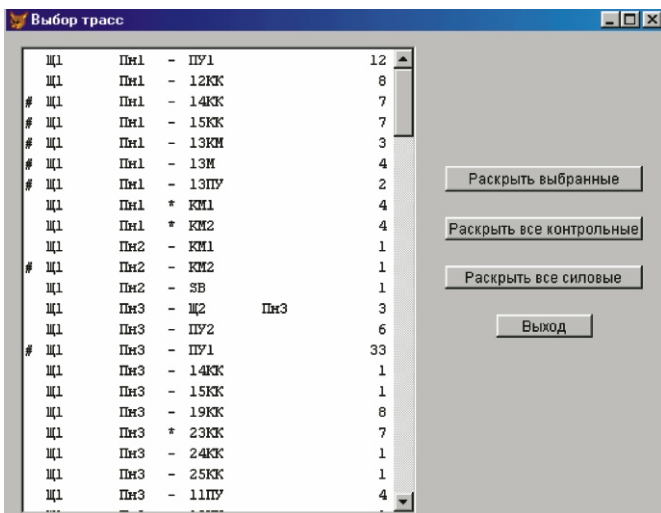 Выбор трасс
Щ1 Пн1 - ПУ1 12
Щ1 Пн1 - 12КК 8
# Щ1 Пн1 - 14КК 7
# Щ1 Пн1 - 15КК 7
# Щ1 Пн1 - 13КМ 3
# Щ1 Пн1 - 13М 4
# Щ1 Пн1 - 13ПУ 2
Щ1 Пн1 * КМ1 4
Щ1 Пн1 * КМ2 4
Щ1 Пн2 - КМ1 1
# Щ1 Пн2 - КМ2 1
Щ1 Пн2 - SB 1
Щ1 Пн3 - Щ2 Пн3 3
Щ1 Пн3 - ПУ2 6
# Щ1 Пн3 - ПУ1 33
Щ1 Пн3 - 14КК 1
Щ1 Пн3 - 15КК 1
Щ1 Пн3 - 19КК 8
Щ1 Пн3 * 23КК 7
Щ1 Пн3 - 24КК 1
Щ1 Пн3 - 25КК 1
Щ1 Пн3 - 11ПУ 4
Раскрыть выбранные
Раскрыть все контрольные
Раскрыть все силовые
Выход